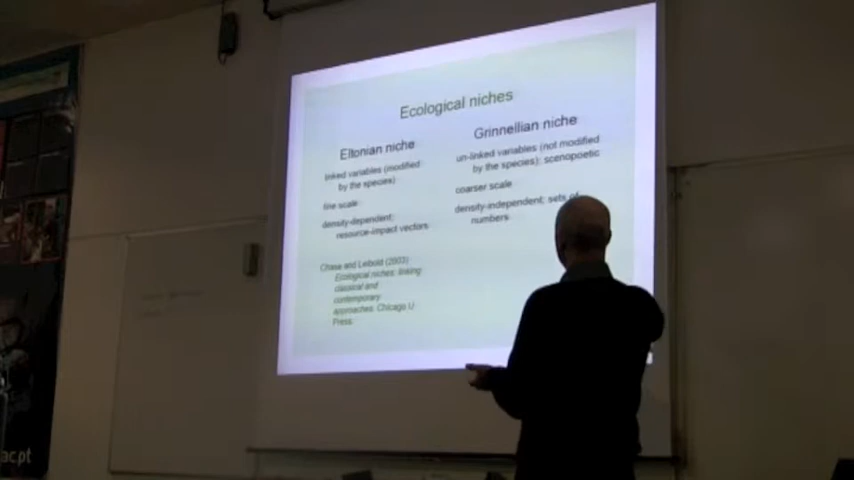 Ecological niches
Eltonian niche
linked variables (modified
by the species)
fine scale
density-dependent;
resource-impact vectors
Chase and Leibold (2003)
Ecological niches: linking
classical and
contemporary
approaches. Chicago U
Press.
Grinnellian niche
un-linked variables (not modified
by the species): scenopoetic
coarser scale
density-independent; sets of
numbers
ac.pt